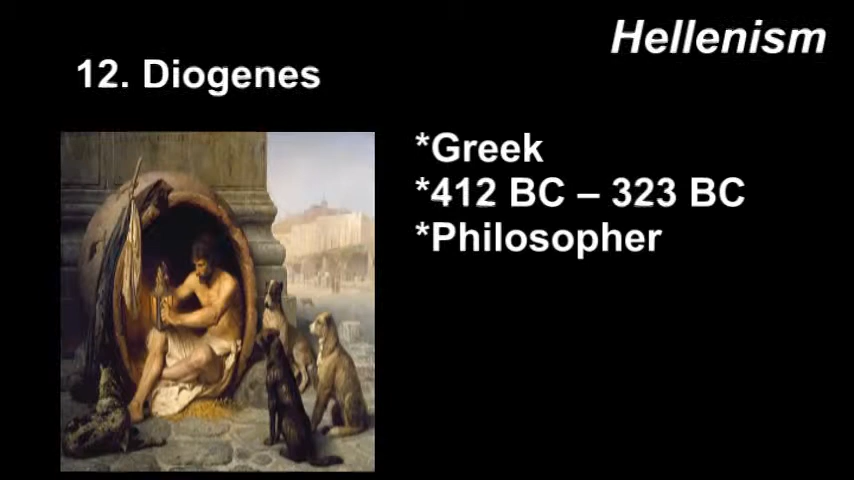 Hellenism
12. Diogenes
*Greek
*412 BC – 323 BC
*Philosopher